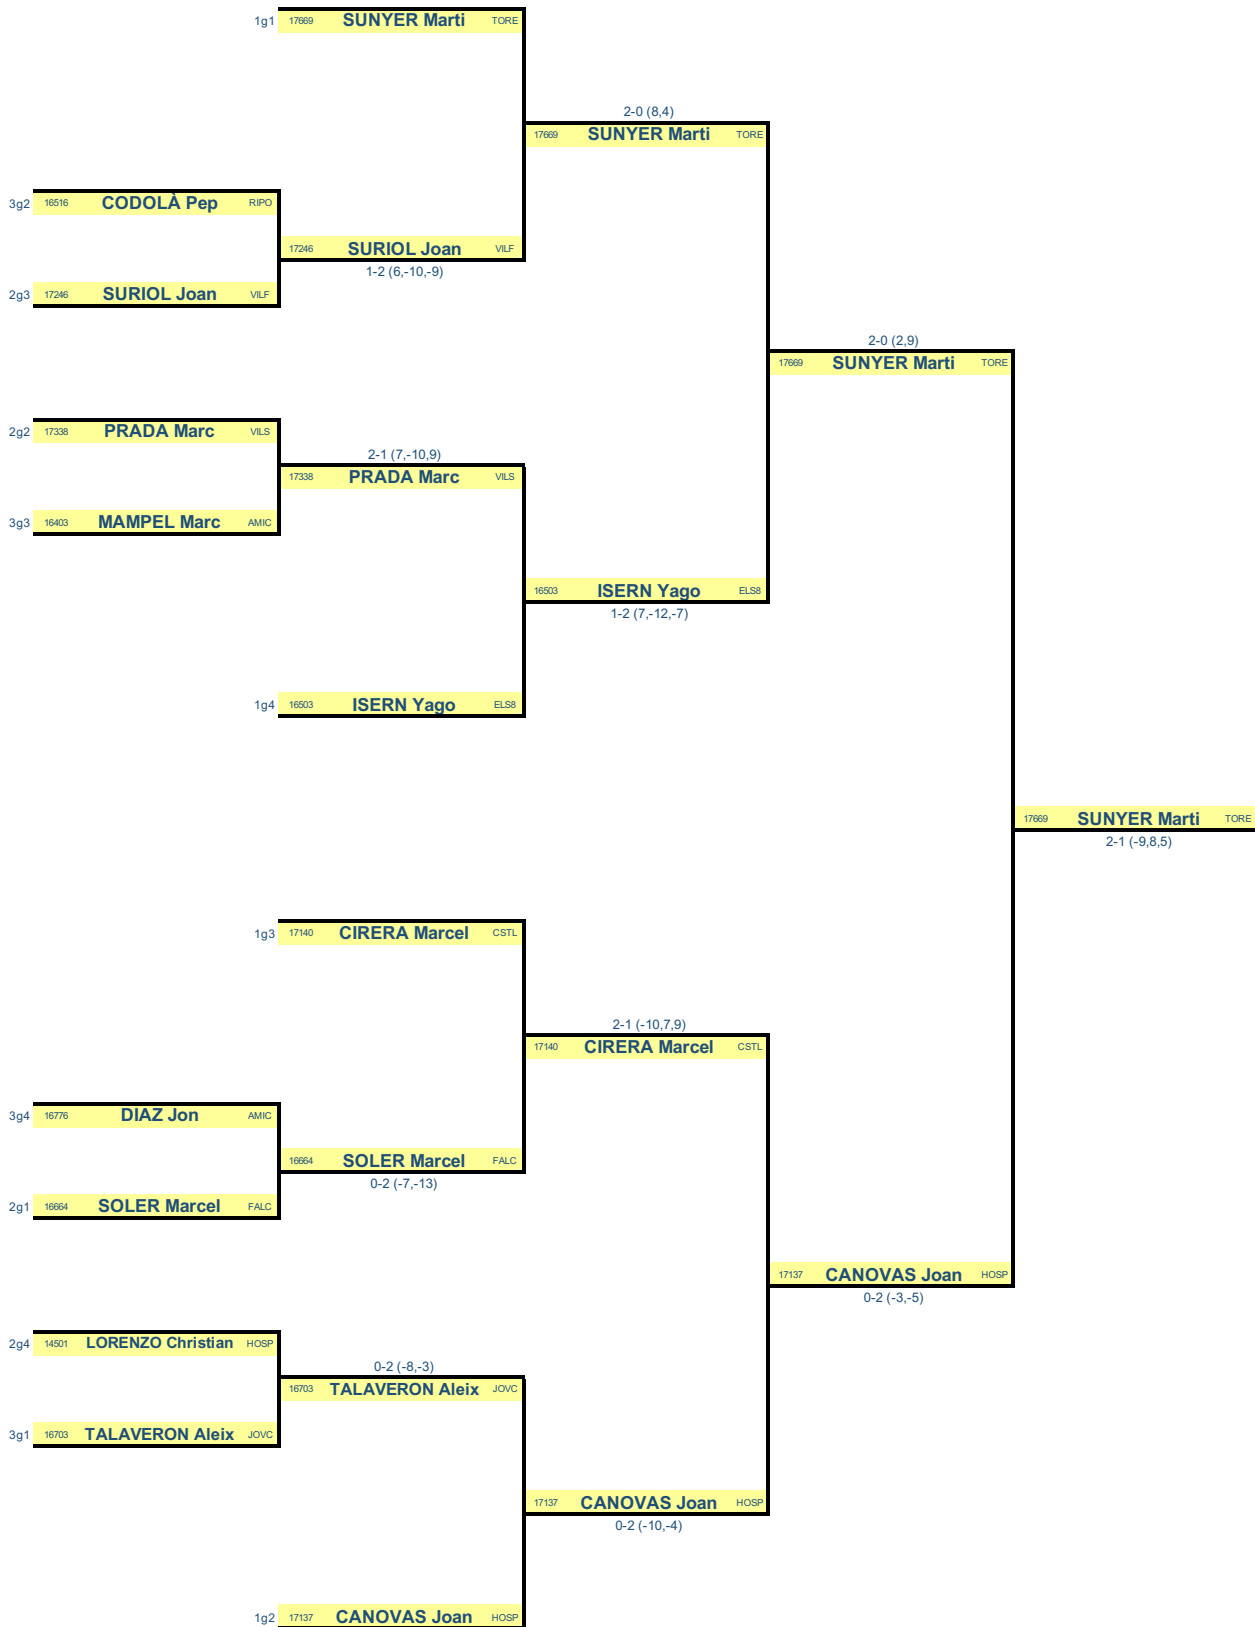 1g1 17669 SUNYER Marti TORE
2-0 (8,4)
17669 SUNYER Marti TORE
3g2 16516 CODOLÀ Pep RIPO
17246 SURIOL Joan VILF
1-2 (6,-10,-9)
2g3 17246 SURIOL Joan VILF
2-0 (2,9)
17669 SUNYER Marti TORE
2g2 17338 PRADA Marc VILS
2-1 (7,-10,9)
17338 PRADA Marc VILS
3g3 16403 MAMPEL Marc AMIC
16503 ISERN Yago ELS8
1-2 (7,-12,-7)
1g4 16503 ISERN Yago ELS8
17669 SUNYER Marti TORE
2-1 (-9,8,5)
1g3 17140 CIRERA Marcel CSTL
2-1 (-10,7,9)
17140 CIRERA Marcel CSTL
3g4 16776 DIAZ Jon AMIC
16664 SOLER Marcel FALC
0-2 (-7,-13)
2g1 16664 SOLER Marcel FALC
17137 CANOVAS Joan HOSP
0-2 (-3,-5)
2g4 14501 LORENZO Christian HOSP
0-2 (-8,-3)
16703 TALAVERON Aleix JOVC
3g1 16703 TALAVERON Aleix JOVC
17137 CANOVAS Joan HOSP
0-2 (-10,-4)
1g2 17137 CANOVAS Joan HOSP